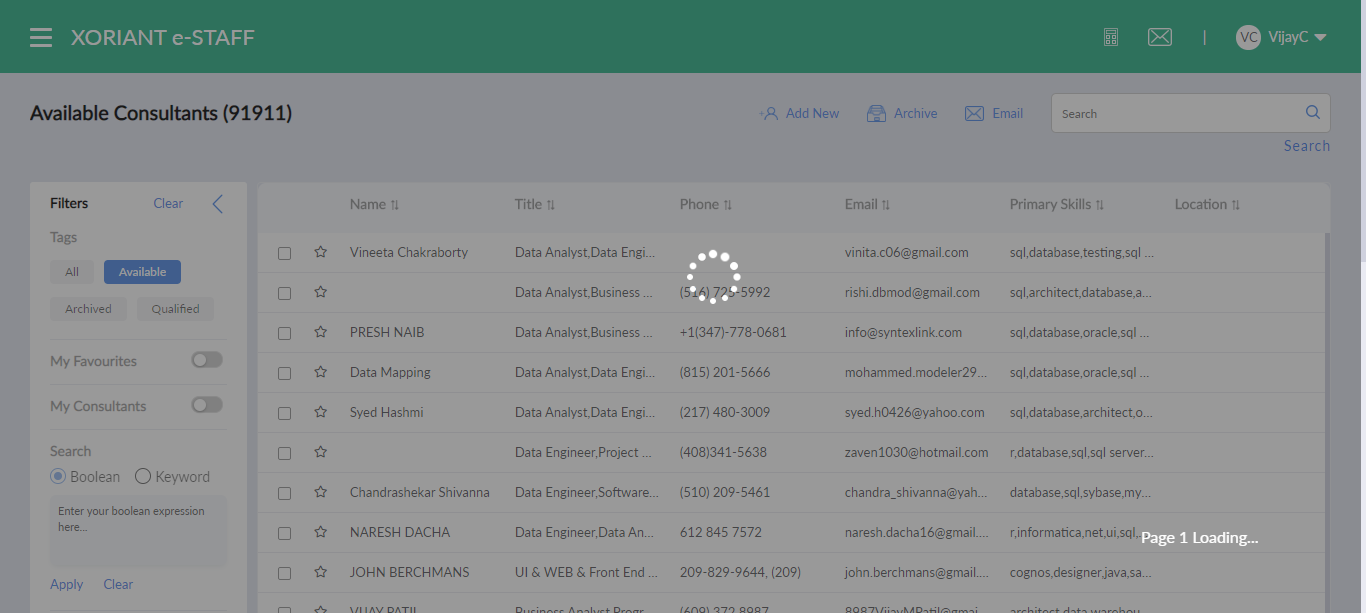 XORIANT e-STAFF
| VC VijayC
Available Consultants (91911)
Add New Archive Email Search
Search
Filters Clear
Tags
All Available
Archived Qualified
My Favourites
My Consultants
Search
Boolean Keyword
Enter your boolean expression
here...
Apply Clear
Name Title Phone Email Primary Skills Location
Vineeta Chakraborty Data Analyst,Data Engi... vinita.c06@gmail.com sql,database,testing,sql ...
Data Analyst,Business ... (516) 725-5992 rishi.dbmod@gmail.com sql,architect,database,a...
PRESH NAIB Data Analyst,Business ... +1(347)-778-0681 info@syntexlink.com sql,database,oracle,sql ...
Data Mapping Data Analyst,Data Engi... (815) 201-5666 mohammed.modeler29... sql,database,oracle,sql ...
Syed Hashmi Data Analyst,Data Engi... (217) 480-3009 syed.h0426@yahoo.com sql,database,architect,o...
Data Engineer,Project ... (408)341-5638 zaven1030@hotmail.com r,database,sql,sql server...
Chandrashekar Shivanna Data Engineer,Software... (510) 209-5461 chandra_shivanna@yah... database,sql,sybase,my...
NARESH DACHA Data Engineer,Data An... 612 845 7572 naresh.dacha16@gmail.... r,informatica,net,ui,sql,...
Page 1 Loading...
JOHN BERCHMANS UI & WEB & Front End ... 209-829-9644, (209) john.berchmans@gmail.... cognos,designer,java,sa...
VIJAY PATIL Business Analyst,Progr... (609) 372 8987 8987VijayMPatil@gmai... architect,data,warehou...